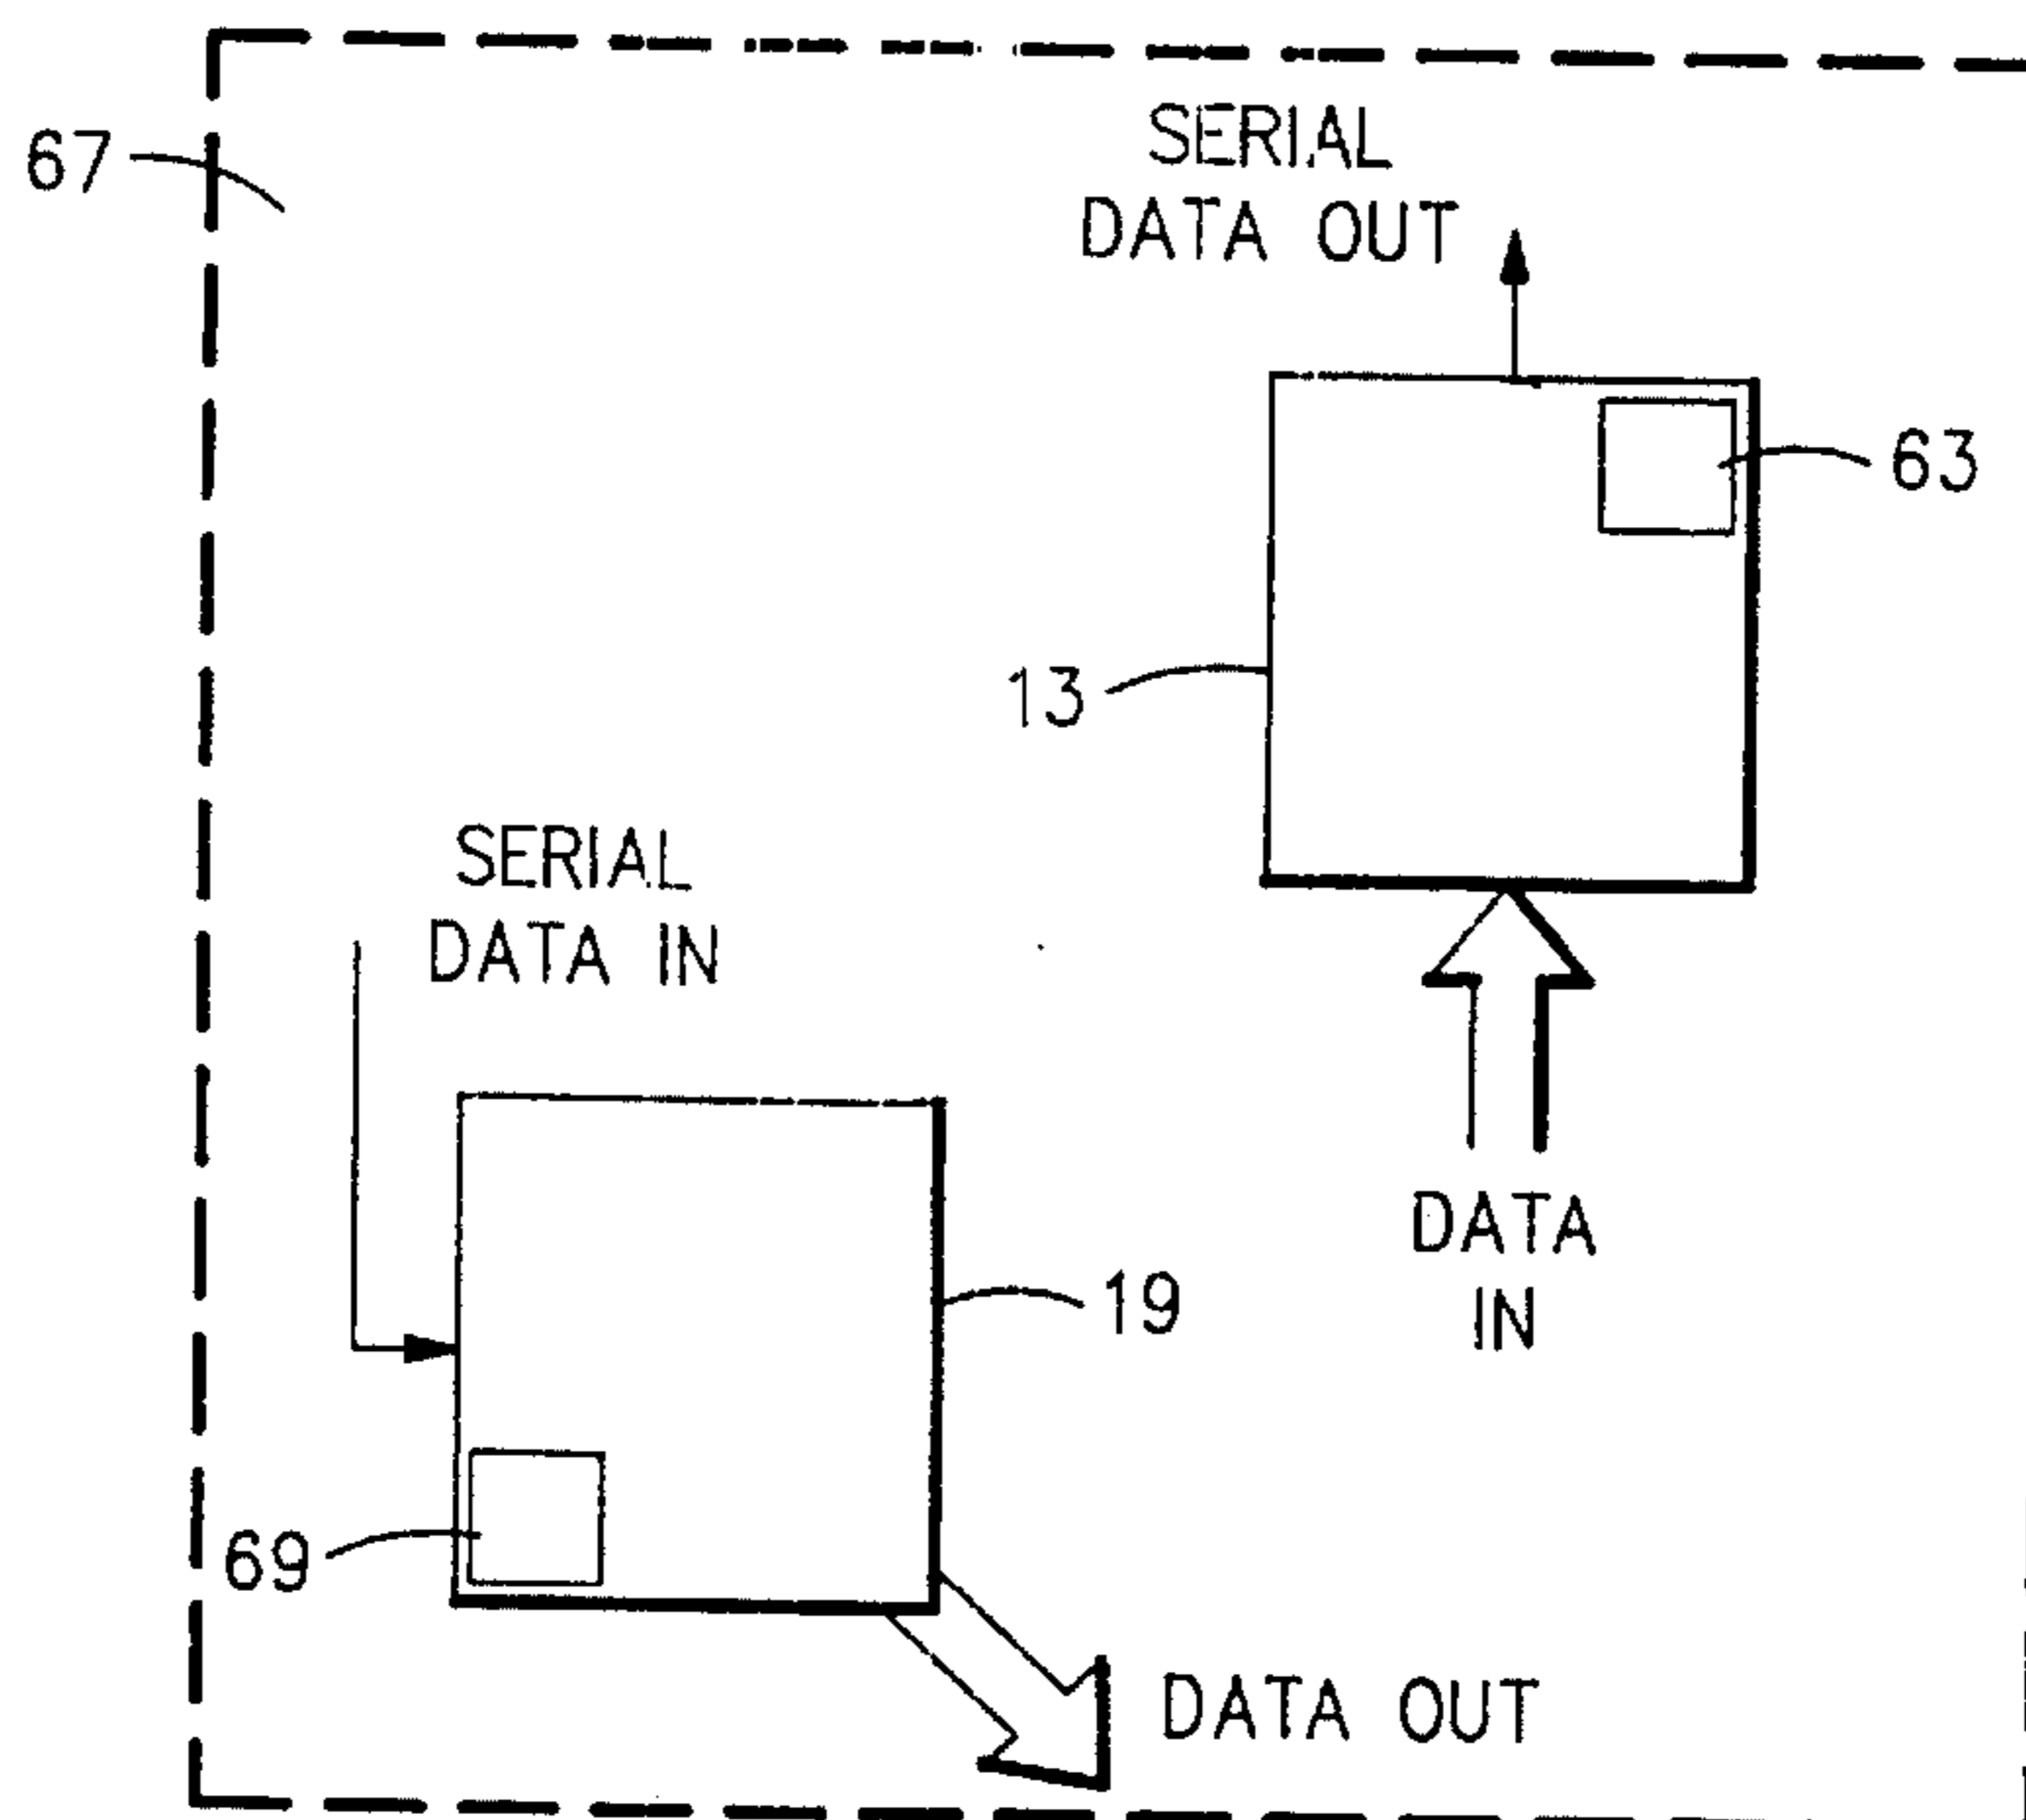 67
SERIAL
DATA OUT
63
13
SERIAL
DATA IN
DATA
IN
19
69
DATA OUT